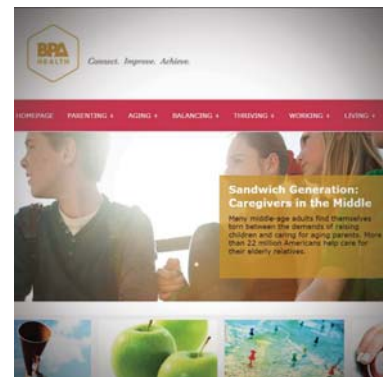 BPA
HEALTH
Connect. Improve. Achieve.
HOMEPAGE PARENTING + AGING + BALANCING + THRIVING + WORKING + LIVING +
Sandwich Generation:
Caregivers in the Middle
Many middle-age adults find themselves
torn between the demands of raising
children and caring for aging parents. More
than 22 million Americans help care for
their elderly relatives.